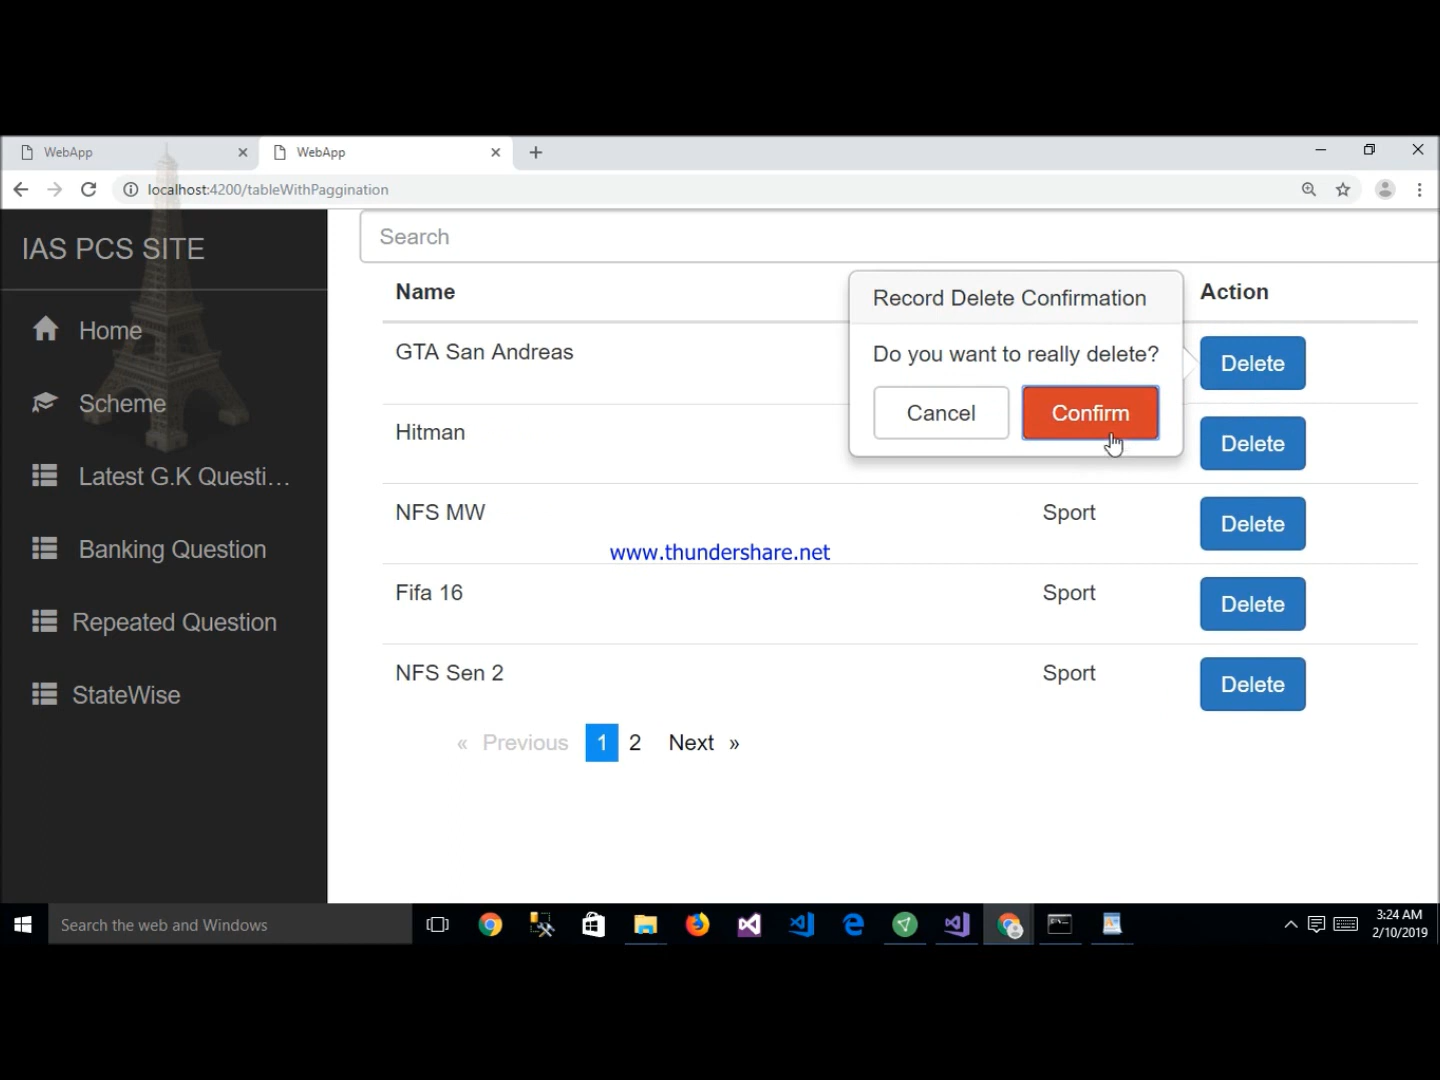 WebApp
WebApp
localhost:4200/tableWithPaggination
IAS PCS SITE
Home
Scheme
Latest G.K Questi...
Banking Question
Repeated Question
StateWise
Search
Name
Action
Record Delete Confirmation
Do you want to really delete?
Cancel
Confirm
GTA San Andreas
Delete
Hitman
Delete
NFS MW
Sport
Delete
www.thundershare.net
Fifa 16
Sport
Delete
NFS Sen 2
Sport
Delete
« Previous 1 2 Next »
Search the web and Windows
3:24 AM
2/10/2019